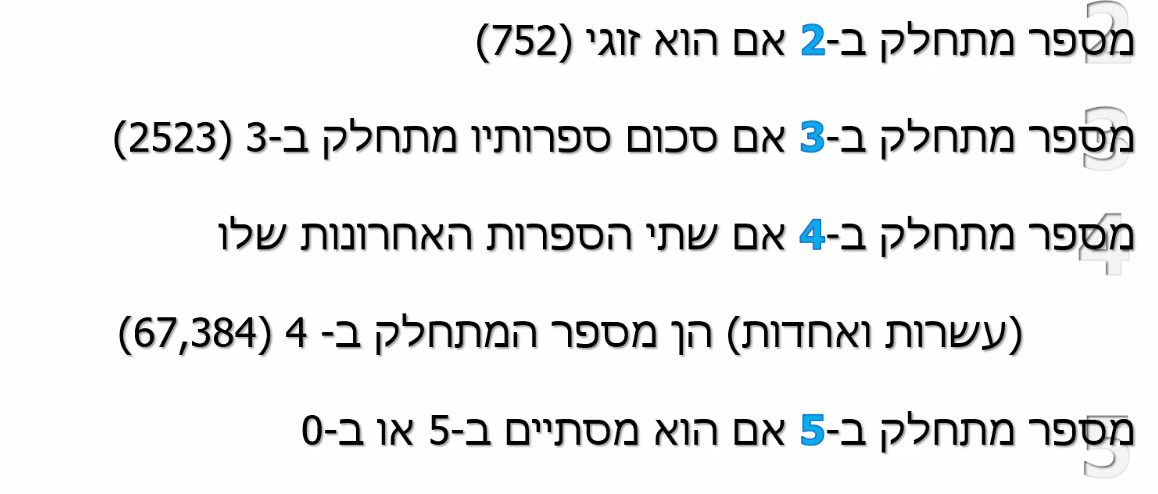 מספר מתחלק ב-2 אם הוא זוגי (752)
מספר מתחלק ב-3 אם סכום ספרותיו מתחלק ב-3 (2523)
מספר מתחלק ב-4 אם שתי הספרות האחרונות שלו
(עשרות ואחדות) הן מספר המתחלק ב- 4 (67,384)
מספר מתחלק ב-5 אם הוא מסתיים ב-5 או ב-0